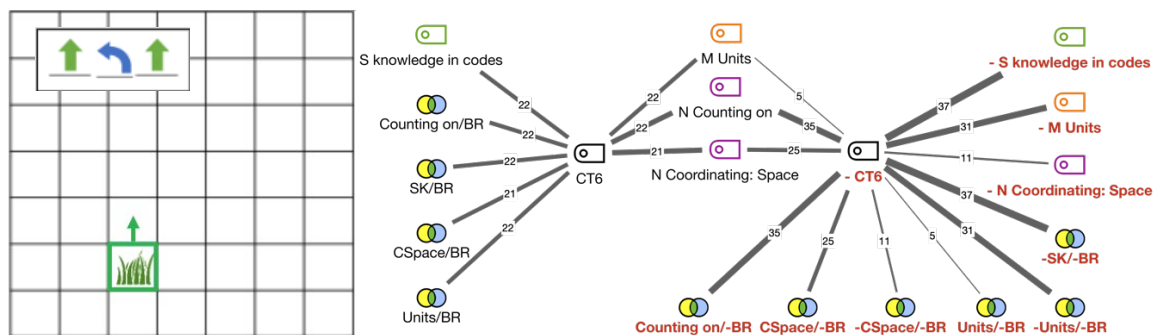 S knowledge in codes
M Units
- S knowledge in codes
22
5
37
Counting on/BR
22
N Counting on
35
31
- M Units
22
22
SK/BR
22
CT6
21
N Coordinating: Space
25
- CT6
11
- N Coordinating: Space
21
37
CSpace/BR
22
35
25
11
5
31
-SK/-BR
Units/BR
Counting on/-BR
CSpace/-BR
-CSpace/-BR
Units/-BR
-Units/-BR